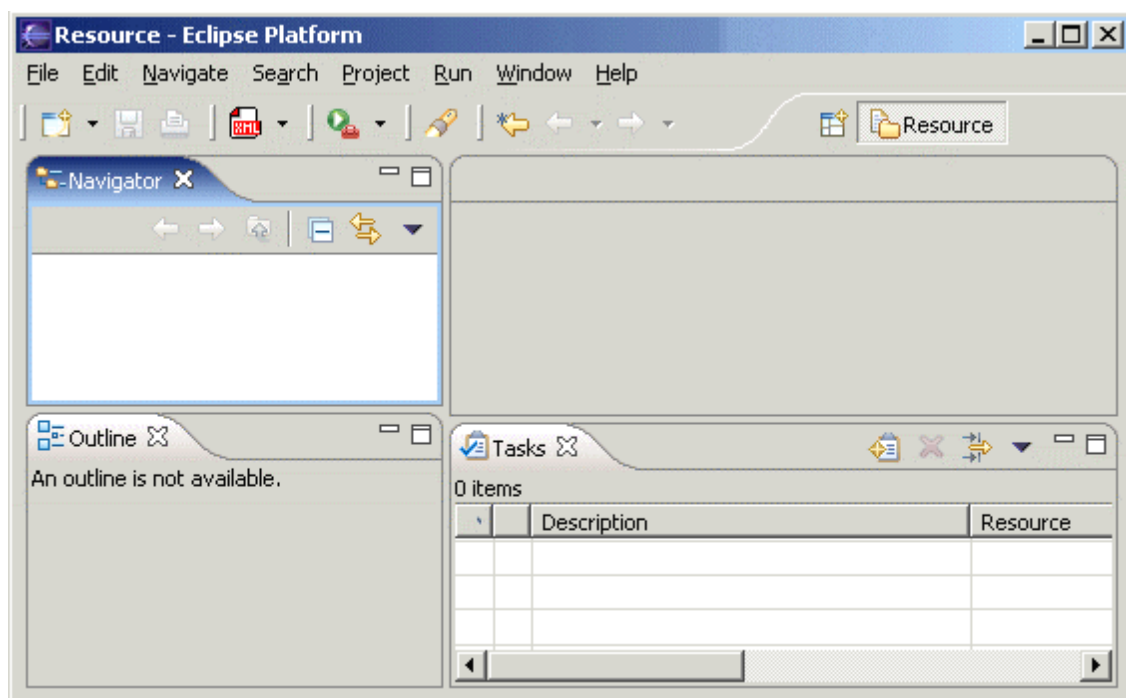 Resource - Eclipse Platform
File Edit Navigate Search Project Run Window Help
XML
Resource
Navigator
Outline
An outline is not available.
Tasks
0 items
Description Resource